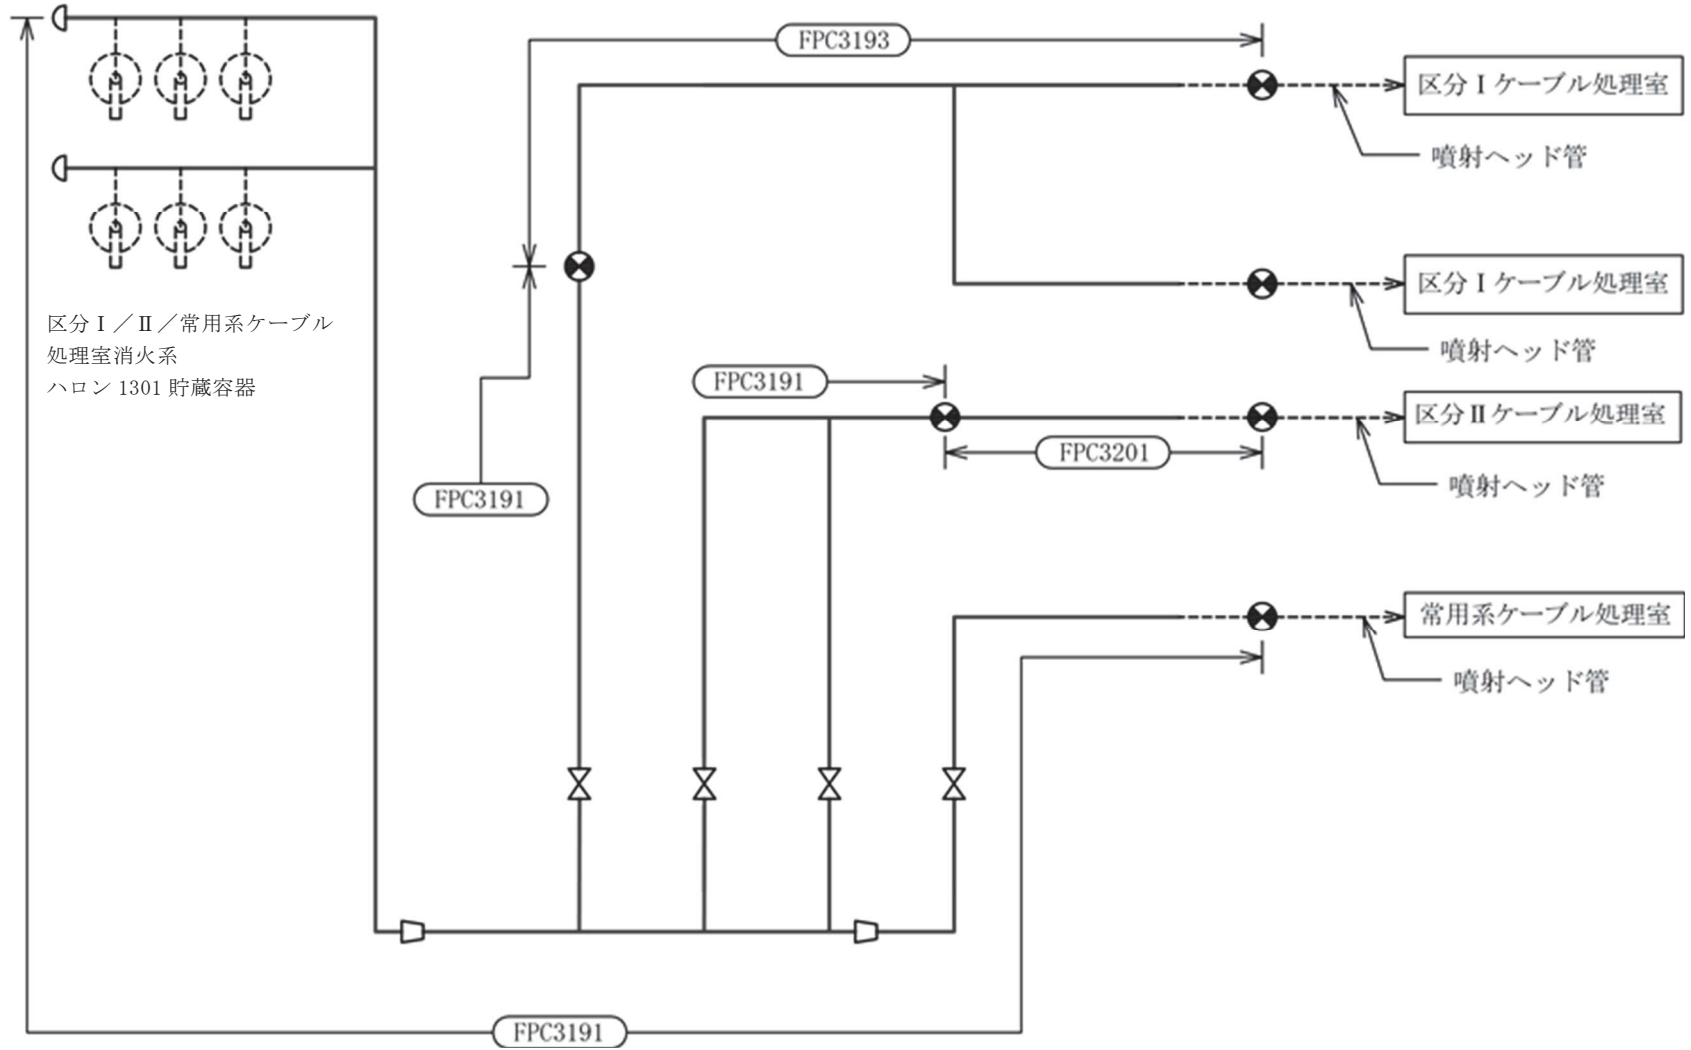 FPC3193
区分Ⅰケーブル処理室
噴射ヘッド管
区分Ⅰケーブル処理室
噴射ヘッド管
区分Ⅰ／Ⅱ／常用系ケーブル
処理室消火系
ハロン 1301 貯蔵容器
FPC3191
区分Ⅱケーブル処理室
FPC3201
噴射ヘッド管
FPC3191
常用系ケーブル処理室
噴射ヘッド管
FPC3191